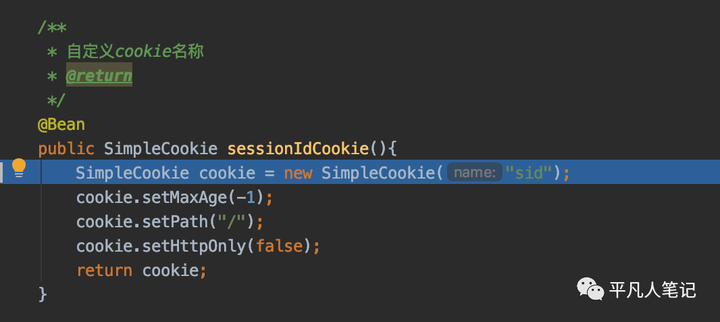 /**
* 自定义cookie名称
* @return
*/
@Bean
public SimpleCookie sessionIdCookie(){
SimpleCookie cookie = new SimpleCookie( name: "sid");
cookie.setMaxAge(-1);
cookie.setPath("/");
cookie.setHttpOnly(false);
return cookie;
}
平凡人笔记